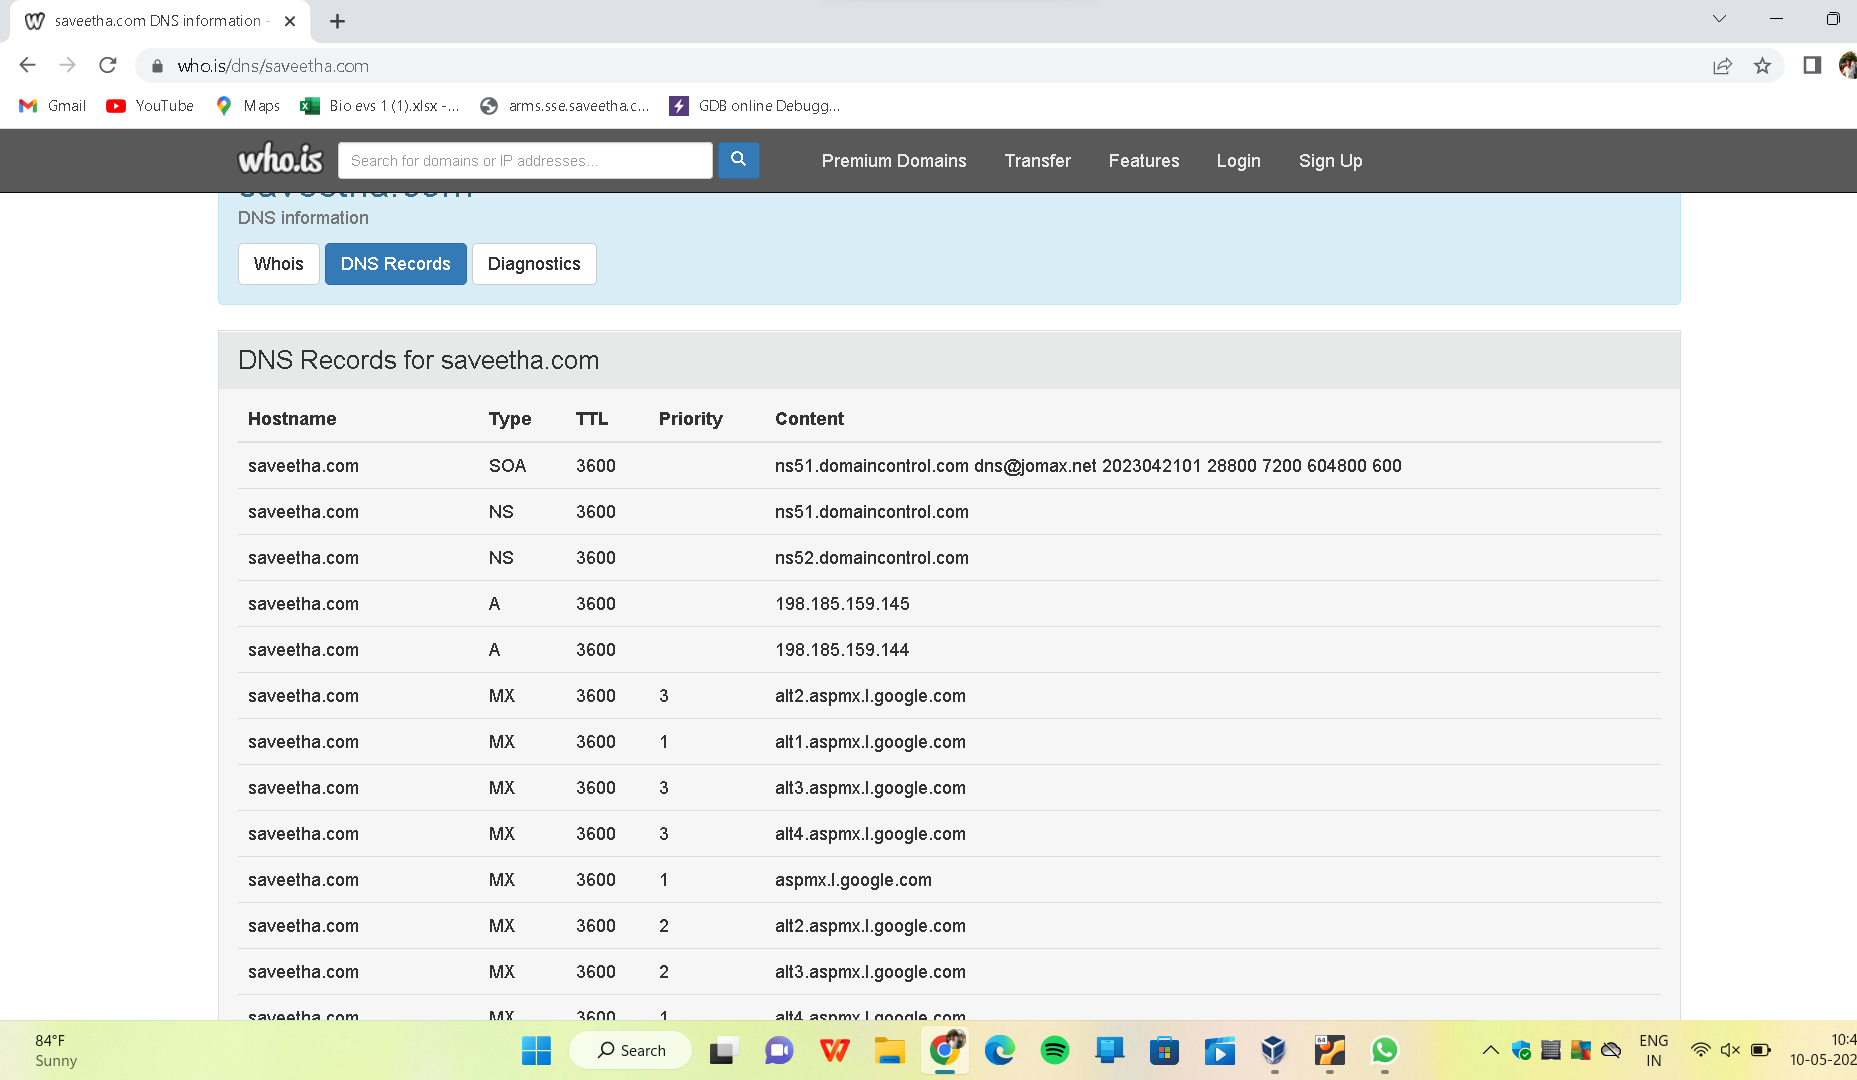 saveetha.com DNS information -
who.is/dns/saveetha.com
Gmail YouTube Maps Bio evs 1 (1).xlsx -... arms.sse.saveetha.c... GDB online Debugg...
who.is Search for domains or IP addresses... Premium Domains Transfer Features Login Sign Up
saveetha.com
DNS information
Whois DNS Records Diagnostics
DNS Records for saveetha.com
Hostname Type TTL Priority Content
saveetha.com SOA 3600 ns51.domaincontrol.com dns@jomax.net 2023042101 28800 7200 604800 600
saveetha.com NS 3600 ns51.domaincontrol.com
saveetha.com NS 3600 ns52.domaincontrol.com
saveetha.com A 3600 198.185.159.145
saveetha.com A 3600 198.185.159.144
saveetha.com MX 3600 3 alt2.aspmx.l.google.com
saveetha.com MX 3600 1 alt1.aspmx.l.google.com
saveetha.com MX 3600 3 alt3.aspmx.l.google.com
saveetha.com MX 3600 3 alt4.aspmx.l.google.com
saveetha.com MX 3600 1 aspmx.l.google.com
saveetha.com MX 3600 2 alt2.aspmx.l.google.com
saveetha.com MX 3600 2 alt3.aspmx.l.google.com
saveetha.com MX 3600 1 alt4.aspmx.l.google.com
84°F
Sunny
Search
64
ENG
IN
10:4
10-05-202